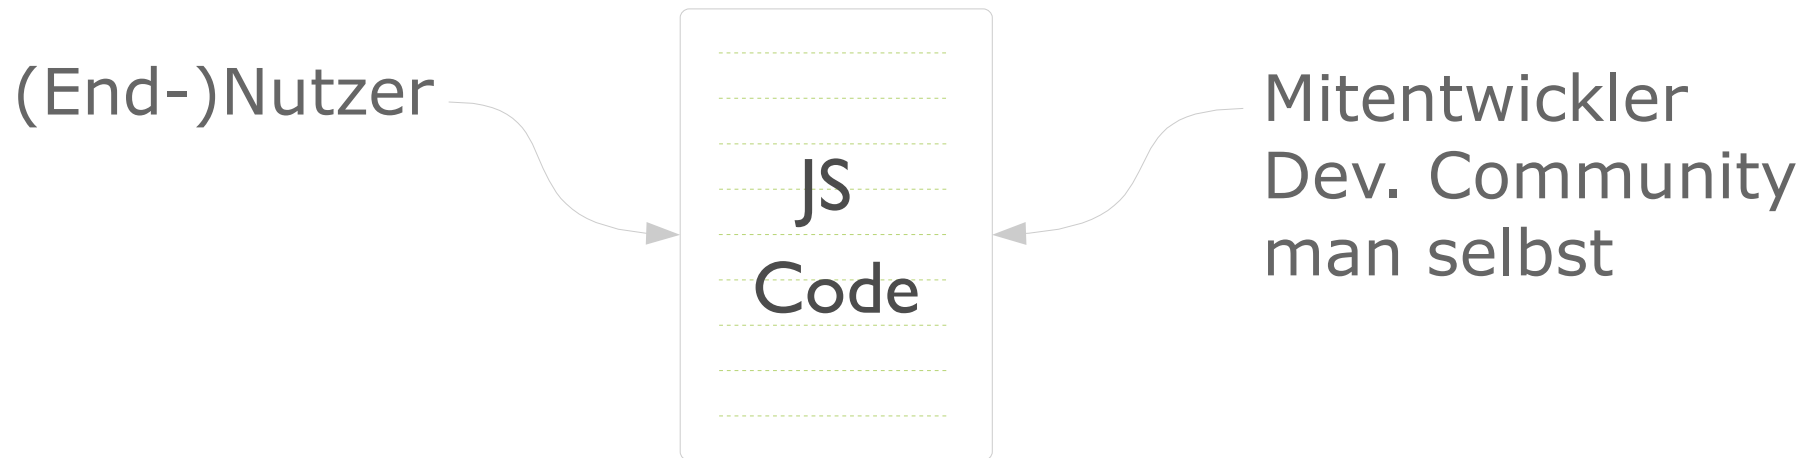 (End-)Nutzer
JS
Code
Mitentwickler
Dev. Community
man selbst